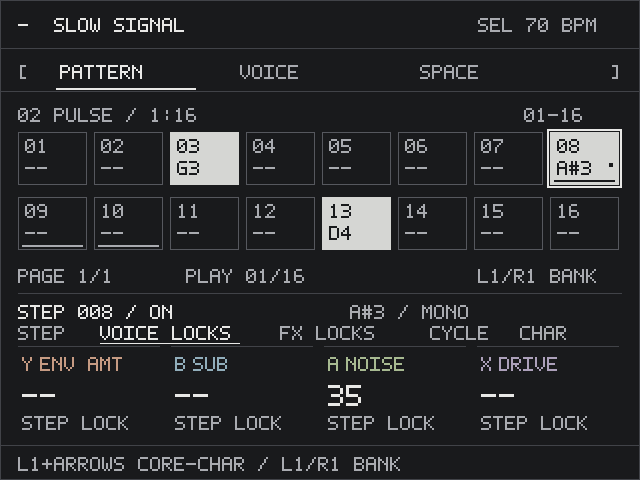 – SLOW SIGNAL SEL 70 BPM
[ PATTERN VOICE SPACE ]
02 PULSE / 1:16 01-16
01 02 03 04 05 06 07 08
-- -- G3 -- -- -- -- A#3
09 10 11 12 13 14 15 16
-- -- -- -- D4 -- -- --
PAGE 1/1 PLAY 01/16 L1/R1 BANK
STEP 008 / ON A#3 / MONO
STEP VOICE LOCKS FX LOCKS CYCLE CHAR
Y ENV AMT B SUB A NOISE X DRIVE
-- -- 35 --
STEP LOCK STEP LOCK STEP LOCK STEP LOCK
L1+ARROWS CORE-CHAR / L1/R1 BANK